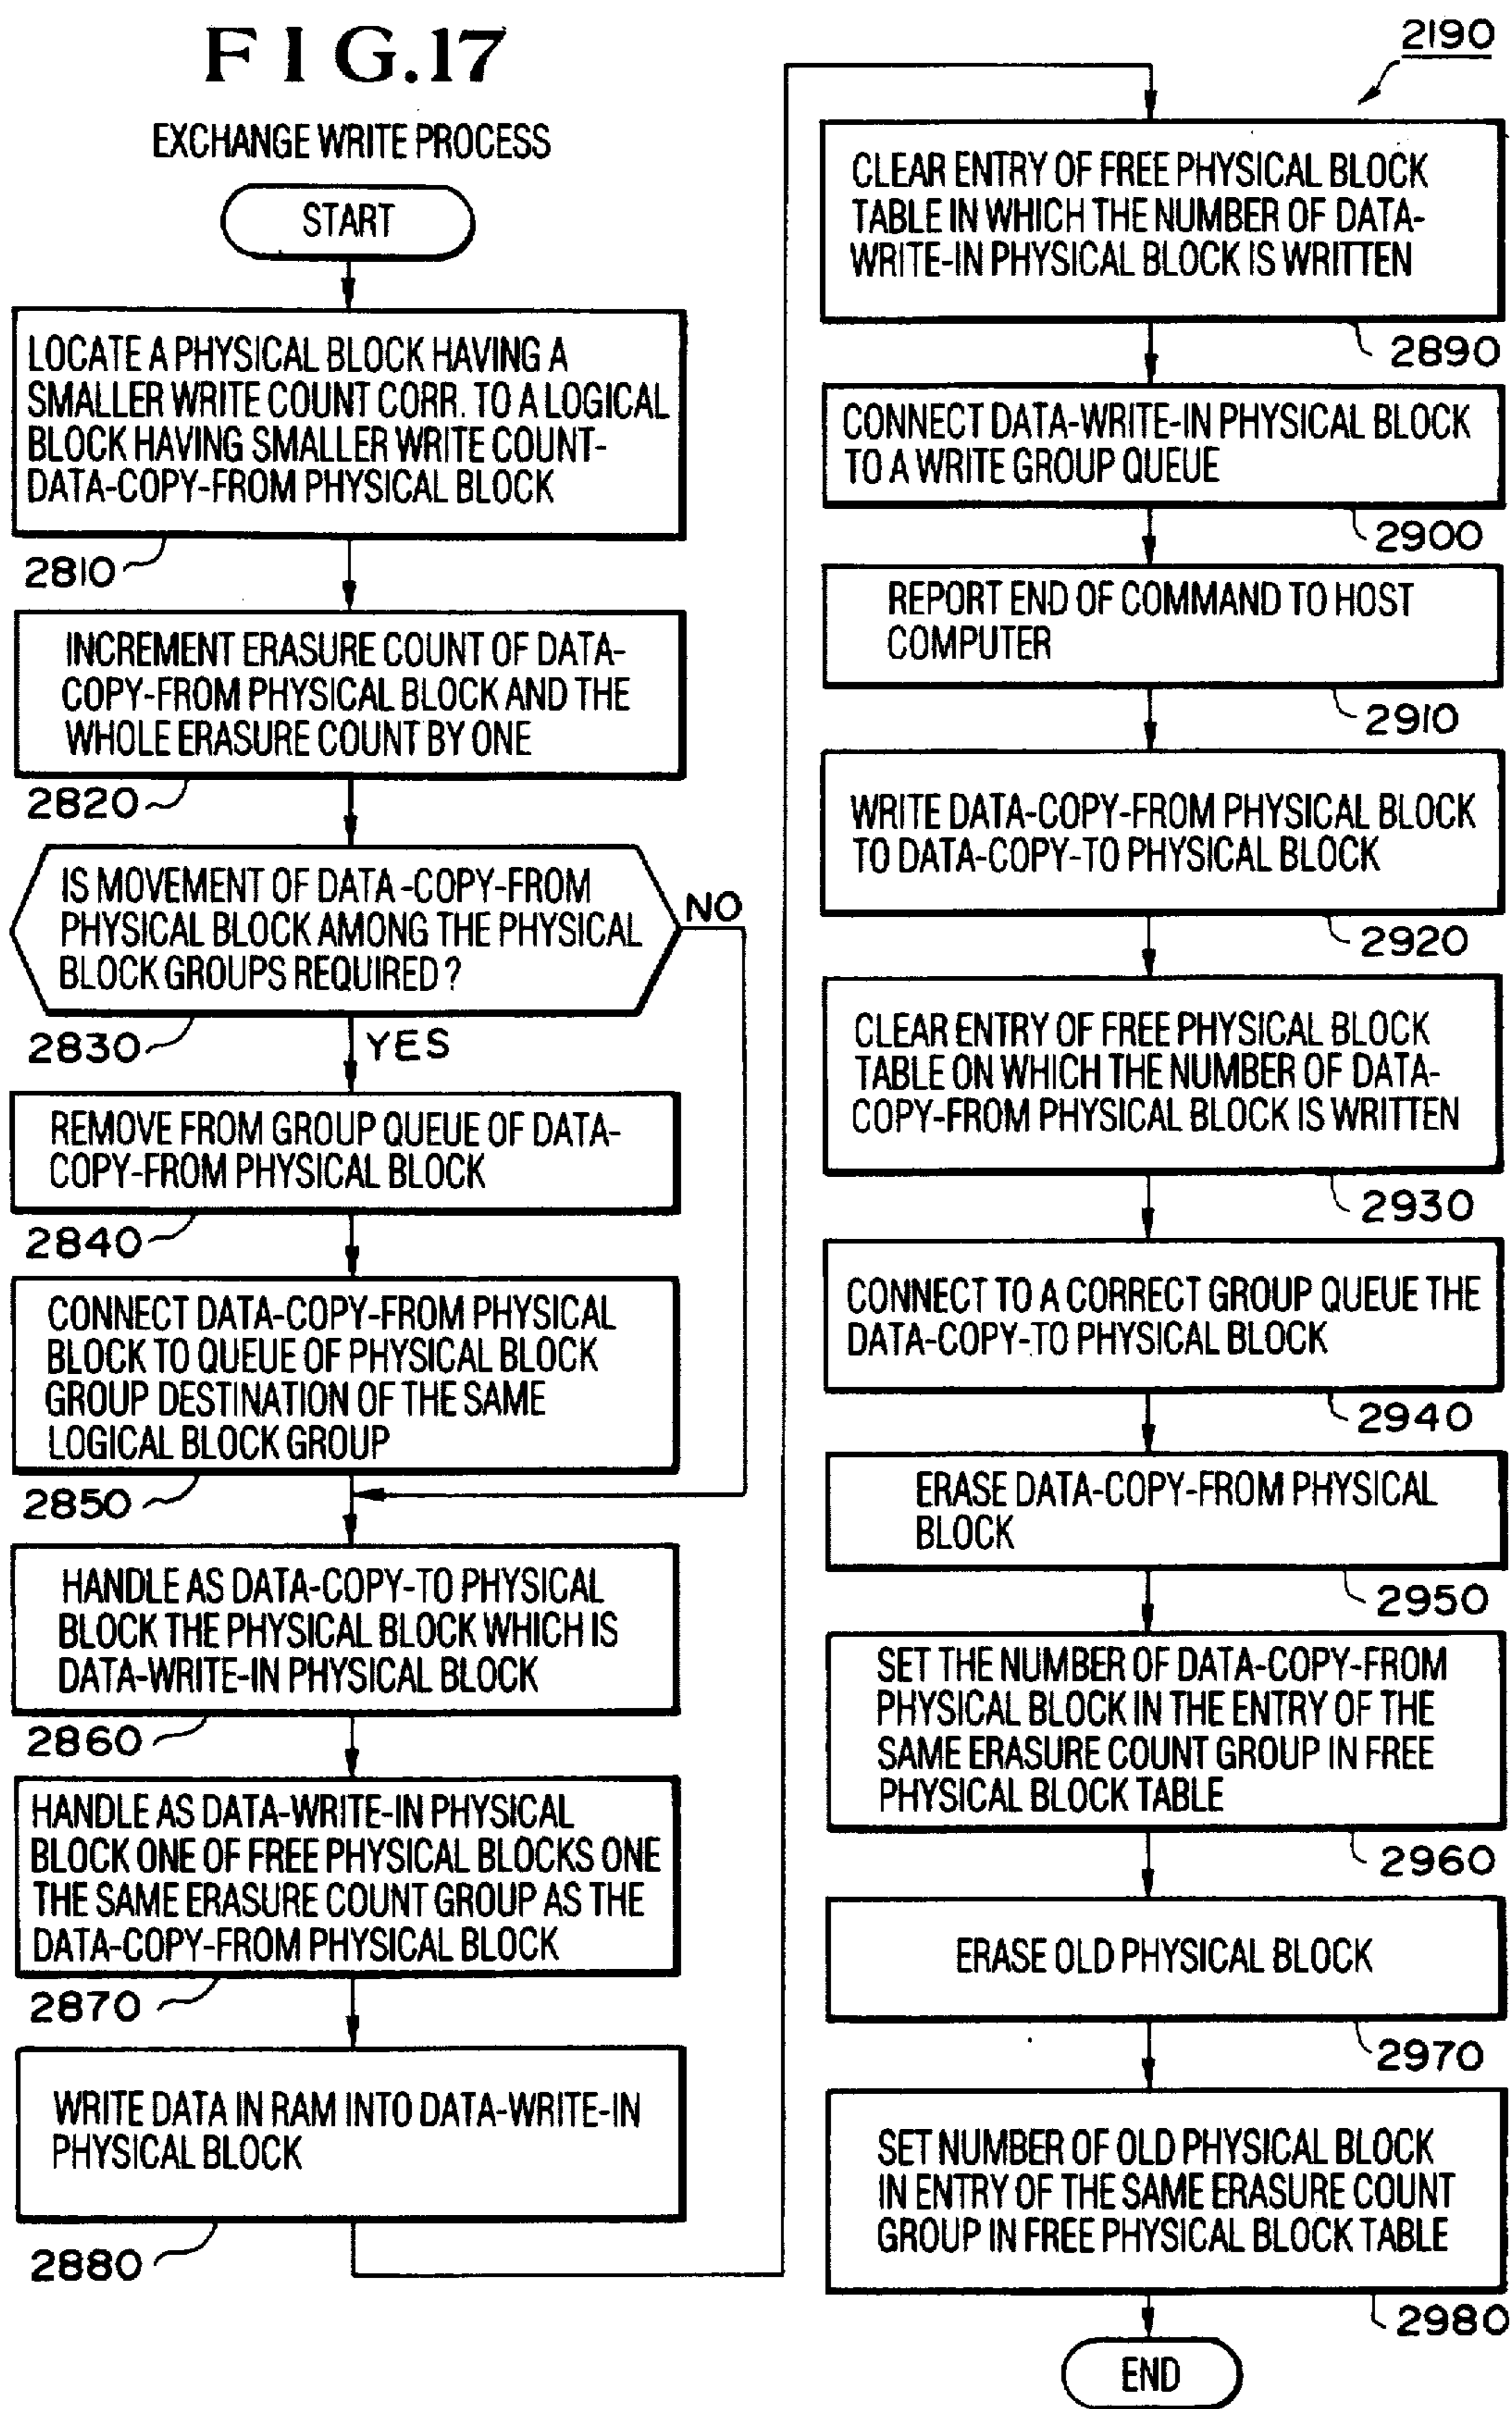 FIG.17
EXCHANGE WRITE PROCESS
START
LOCATE A PHYSICAL BLOCK HAVING A
SMALLER WRITE COUNT CORR. TO A LOGICAL
BLOCK HAVING SMALLER WRITE COUNT-
DATA-COPY-FROM PHYSICAL BLOCK
2810
INCREMENT ERASURE COUNT OF DATA-
COPY-FROM PHYSICAL BLOCK AND THE
WHOLE ERASURE COUNT BY ONE
2820
IS MOVEMENT OF DATA-COPY-FROM
PHYSICAL BLOCK AMONG THE PHYSICAL
BLOCK GROUPS REQUIRED?
NO
2830
YES
REMOVE FROM GROUP QUEUE OF DATA-
COPY-FROM PHYSICAL BLOCK
2840
CONNECT DATA-COPY-FROM PHYSICAL
BLOCK TO QUEUE OF PHYSICAL BLOCK
GROUP DESTINATION OF THE SAME
LOGICAL BLOCK GROUP
2850
HANDLE AS DATA-COPY-TO PHYSICAL
BLOCK THE PHYSICAL BLOCK WHICH IS
DATA-WRITE-IN PHYSICAL BLOCK
2860
HANDLE AS DATA-WRITE-IN PHYSICAL
BLOCK ONE OF FREE PHYSICAL BLOCKS ONE
THE SAME ERASURE COUNT GROUP AS THE
DATA-COPY-FROM PHYSICAL BLOCK
2870
WRITE DATA IN RAM INTO DATA-WRITE-IN
PHYSICAL BLOCK
2880
2190
CLEAR ENTRY OF FREE PHYSICAL BLOCK
TABLE IN WHICH THE NUMBER OF DATA-
WRITE-IN PHYSICAL BLOCK IS WRITTEN
2890
CONNECT DATA-WRITE-IN PHYSICAL BLOCK
TO A WRITE GROUP QUEUE
2900
REPORT END OF COMMAND TO HOST
COMPUTER
2910
WRITE DATA-COPY-FROM PHYSICAL BLOCK
TO DATA-COPY-TO PHYSICAL BLOCK
2920
CLEAR ENTRY OF FREE PHYSICAL BLOCK
TABLE ON WHICH THE NUMBER OF DATA-
COPY-FROM PHYSICAL BLOCK IS WRITTEN
2930
CONNECT TO A CORRECT GROUP QUEUE THE
DATA-COPY-TO PHYSICAL BLOCK
2940
ERASE DATA-COPY-FROM PHYSICAL
BLOCK
2950
SET THE NUMBER OF DATA-COPY-FROM
PHYSICAL BLOCK IN THE ENTRY OF THE
SAME ERASURE COUNT GROUP IN FREE
PHYSICAL BLOCK TABLE
2960
ERASE OLD PHYSICAL BLOCK
2970
SET NUMBER OF OLD PHYSICAL BLOCK
IN ENTRY OF THE SAME ERASURE COUNT
GROUP IN FREE PHYSICAL BLOCK TABLE
2980
END